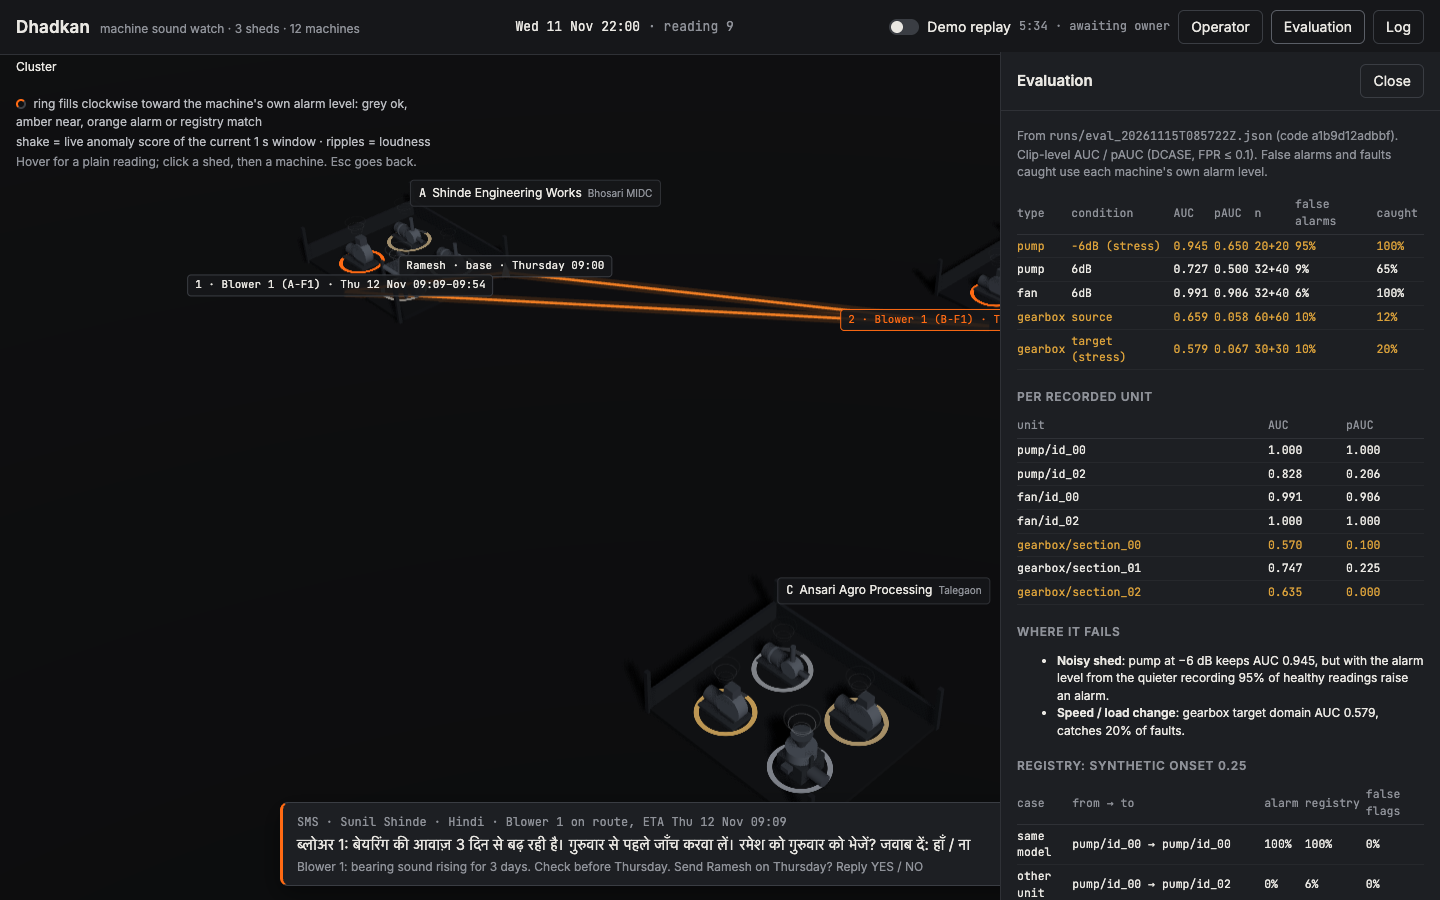 Dhadkan machine sound watch · 3 sheds · 12 machines
Wed 11 Nov 22:00 · reading 9
Demo replay 5:34 · awaiting owner
Operator
Evaluation
Log
Cluster
ring fills clockwise toward the machine's own alarm level: grey ok,
amber near, orange alarm or registry match
shake = live anomaly score of the current 1 s window · ripples = loudness
Hover for a plain reading; click a shed, then a machine. Esc goes back.
A Shinde Engineering Works Bhosari MIDC
Ramesh · base · Thursday 09:00
1 · Blower 1 (A-F1) · Thu 12 Nov 09:09–09:54
2 · Blower 1 (B-F1) · T
C Ansari Agro Processing Talegaon
SMS · Sunil Shinde · Hindi · Blower 1 on route, ETA Thu 12 Nov 09:09
ब्लोअर 1: बेयरिंग की आवाज़ 3 दिन से बढ़ रही है। गुरुवार से पहले जाँच करवा लें। रमेश को गुरुवार को भेजें? जवाब दें: हाँ / ना
Blower 1: bearing sound rising for 3 days. Check before Thursday. Send Ramesh on Thursday? Reply YES / NO
Evaluation
Close
From runs/eval_20261115T085722Z.json (code a1b9d12adbbf).
Clip-level AUC / pAUC (DCASE, FPR ≤ 0.1). False alarms and faults
caught use each machine's own alarm level.
type condition AUC pAUC n false alarms caught
pump -6dB (stress) 0.945 0.650 20+20 95% 100%
pump 6dB 0.727 0.500 32+40 9% 65%
fan 6dB 0.991 0.906 32+40 6% 100%
gearbox source 0.659 0.058 60+60 10% 12%
gearbox target (stress) 0.579 0.067 30+30 10% 20%
PER RECORDED UNIT
unit AUC pAUC
pump/id_00 1.000 1.000
pump/id_02 0.828 0.206
fan/id_00 0.991 0.906
fan/id_02 1.000 1.000
gearbox/section_00 0.570 0.100
gearbox/section_01 0.747 0.225
gearbox/section_02 0.635 0.000
WHERE IT FAILS
• Noisy shed: pump at −6 dB keeps AUC 0.945, but with the alarm
level from the quieter recording 95% of healthy readings raise
an alarm.
• Speed / load change: gearbox target domain AUC 0.579,
catches 20% of faults.
REGISTRY: SYNTHETIC ONSET 0.25
case from → to alarm registry false flags
same model pump/id_00 → pump/id_00 100% 100% 0%
other unit pump/id_00 → pump/id_02 0% 6% 0%